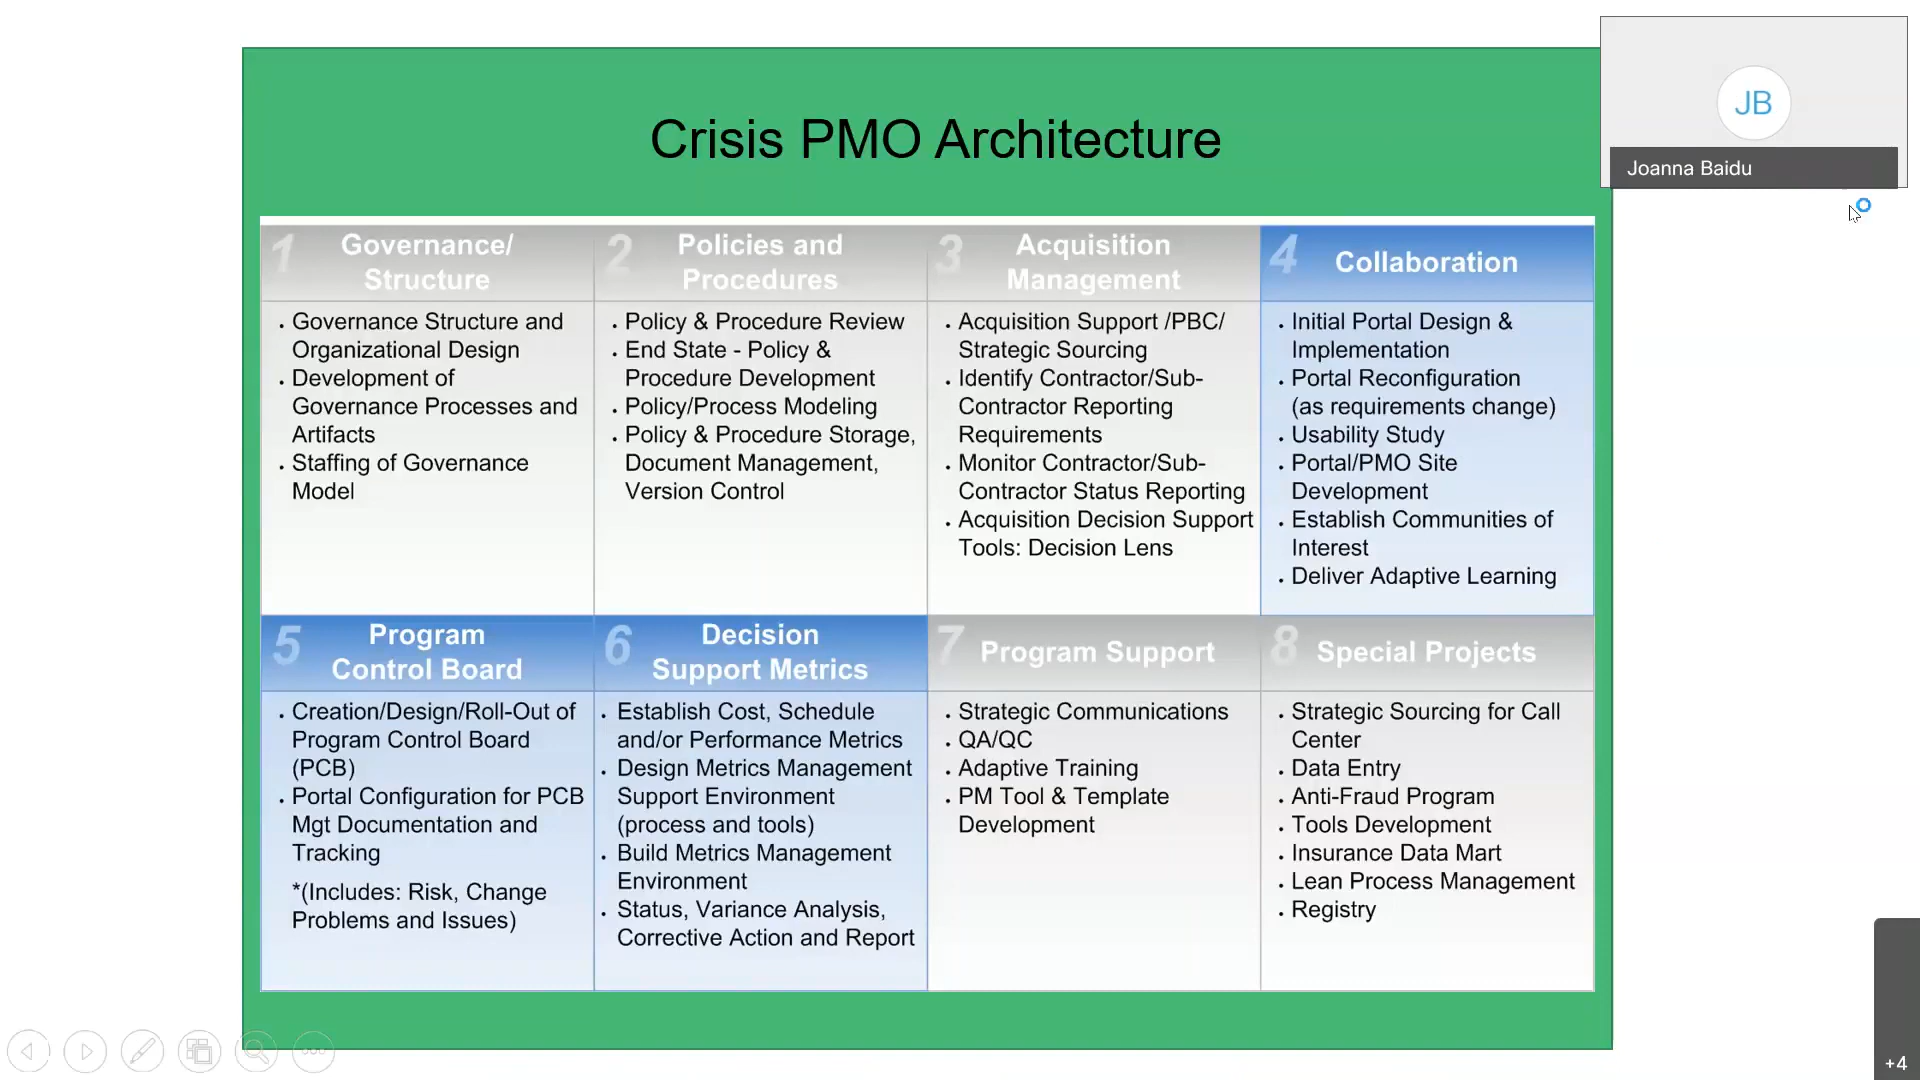 Crisis PMO Architecture
JB
Joanna Baidu
1 Governance/
Structure
• Governance Structure and
Organizational Design
• Development of
Governance Processes and
Artifacts
• Staffing of Governance
Model
2 Policies and
Procedures
• Policy & Procedure Review
• End State - Policy &
Procedure Development
• Policy/Process Modeling
• Policy & Procedure Storage,
Document Management,
Version Control
3 Acquisition
Management
• Acquisition Support /PBC/
Strategic Sourcing
• Identify Contractor/Sub-
Contractor Reporting
Requirements
• Monitor Contractor/Sub-
Contractor Status Reporting
• Acquisition Decision Support
Tools: Decision Lens
4 Collaboration
• Initial Portal Design &
Implementation
• Portal Reconfiguration
(as requirements change)
• Usability Study
• Portal/PMO Site
Development
• Establish Communities of
Interest
• Deliver Adaptive Learning
5 Program
Control Board
• Creation/Design/Roll-Out of
Program Control Board
(PCB)
• Portal Configuration for PCB
Mgt Documentation and
Tracking
*(Includes: Risk, Change
Problems and Issues)
6 Decision
Support Metrics
• Establish Cost, Schedule
and/or Performance Metrics
• Design Metrics Management
Support Environment
(process and tools)
• Build Metrics Management
Environment
• Status, Variance Analysis,
Corrective Action and Report
7 Program Support
• Strategic Communications
• QA/QC
• Adaptive Training
• PM Tool & Template
Development
8 Special Projects
• Strategic Sourcing for Call
Center
• Data Entry
• Anti-Fraud Program
• Tools Development
• Insurance Data Mart
• Lean Process Management
• Registry
+4